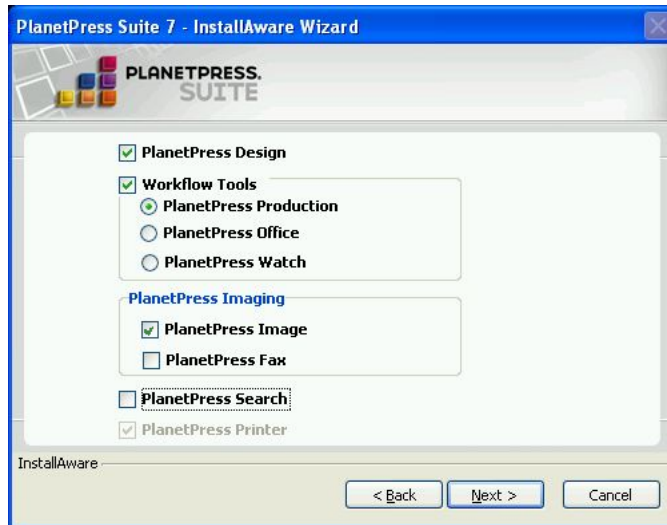 PlanetPress Suite 7 - InstallAware Wizard
PLANETPRESS.
SUITE
PlanetPress Design
Workflow Tools
PlanetPress Production
PlanetPress Office
PlanetPress Watch
PlanetPress Imaging
PlanetPress Image
PlanetPress Fax
PlanetPress Search
PlanetPress Printer
InstallAware
< Back Next > Cancel